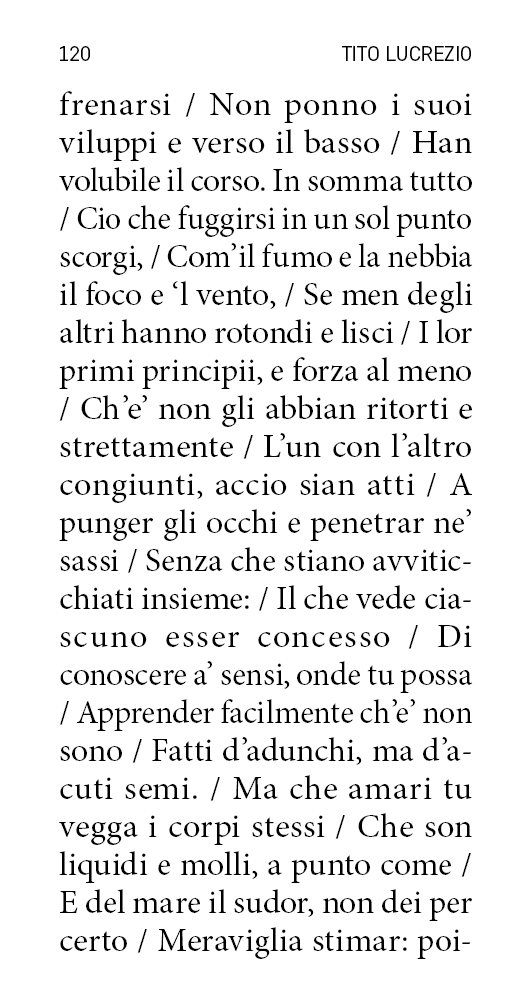 120 TITO LUCREZIO
frenarsi / Non ponno i suoi
viluppi e verso il basso / Han
volubile il corso. In somma tutto
/ Cio che fuggirsi in un sol punto
scorgi, / Com’il fumo e la nebbia
il foco e ‘l vento, / Se men degli
altri hanno rotondi e lisci / I lor
primi principii, e forza al meno
/ Ch’e’ non gli abbian ritorti e
strettamente / L’un con l’altro
congiunti, accio sian atti / A
punger gli occhi e penetrar ne’
sassi / Senza che stiano avvitic-
chiati insieme: / Il che vede cia-
scuno esser concesso / Di
conoscere a’ sensi, onde tu possa
/ Apprender facilmente ch’e’ non
sono / Fatti d’adunchi, ma d’a-
cuti semi. / Ma che amari tu
vegga i corpi stessi / Che son
liquidi e molli, a punto come /
E del mare il sudor, non dei per
certo / Meraviglia stimar: poi-